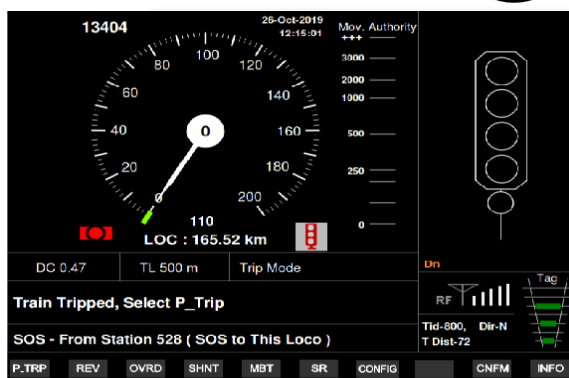 13404
26-Oct-2019
12:15:01
Mov. Authority
+++
3000
2000
1000
500
250
0
0
20
40
60
80
100
120
140
160
180
200
0
110
LOC : 165.52 km
DC 0.47
TL 500 m
Trip Mode
Dn
Train Tripped, Select P_Trip
SOS - From Station 528 ( SOS to This Loco )
RF
Tag
Tid-800, Dir-N
T Dist-72
P_TRP REV OVRD SHNT MBT SR CONFIG CNFM INFO